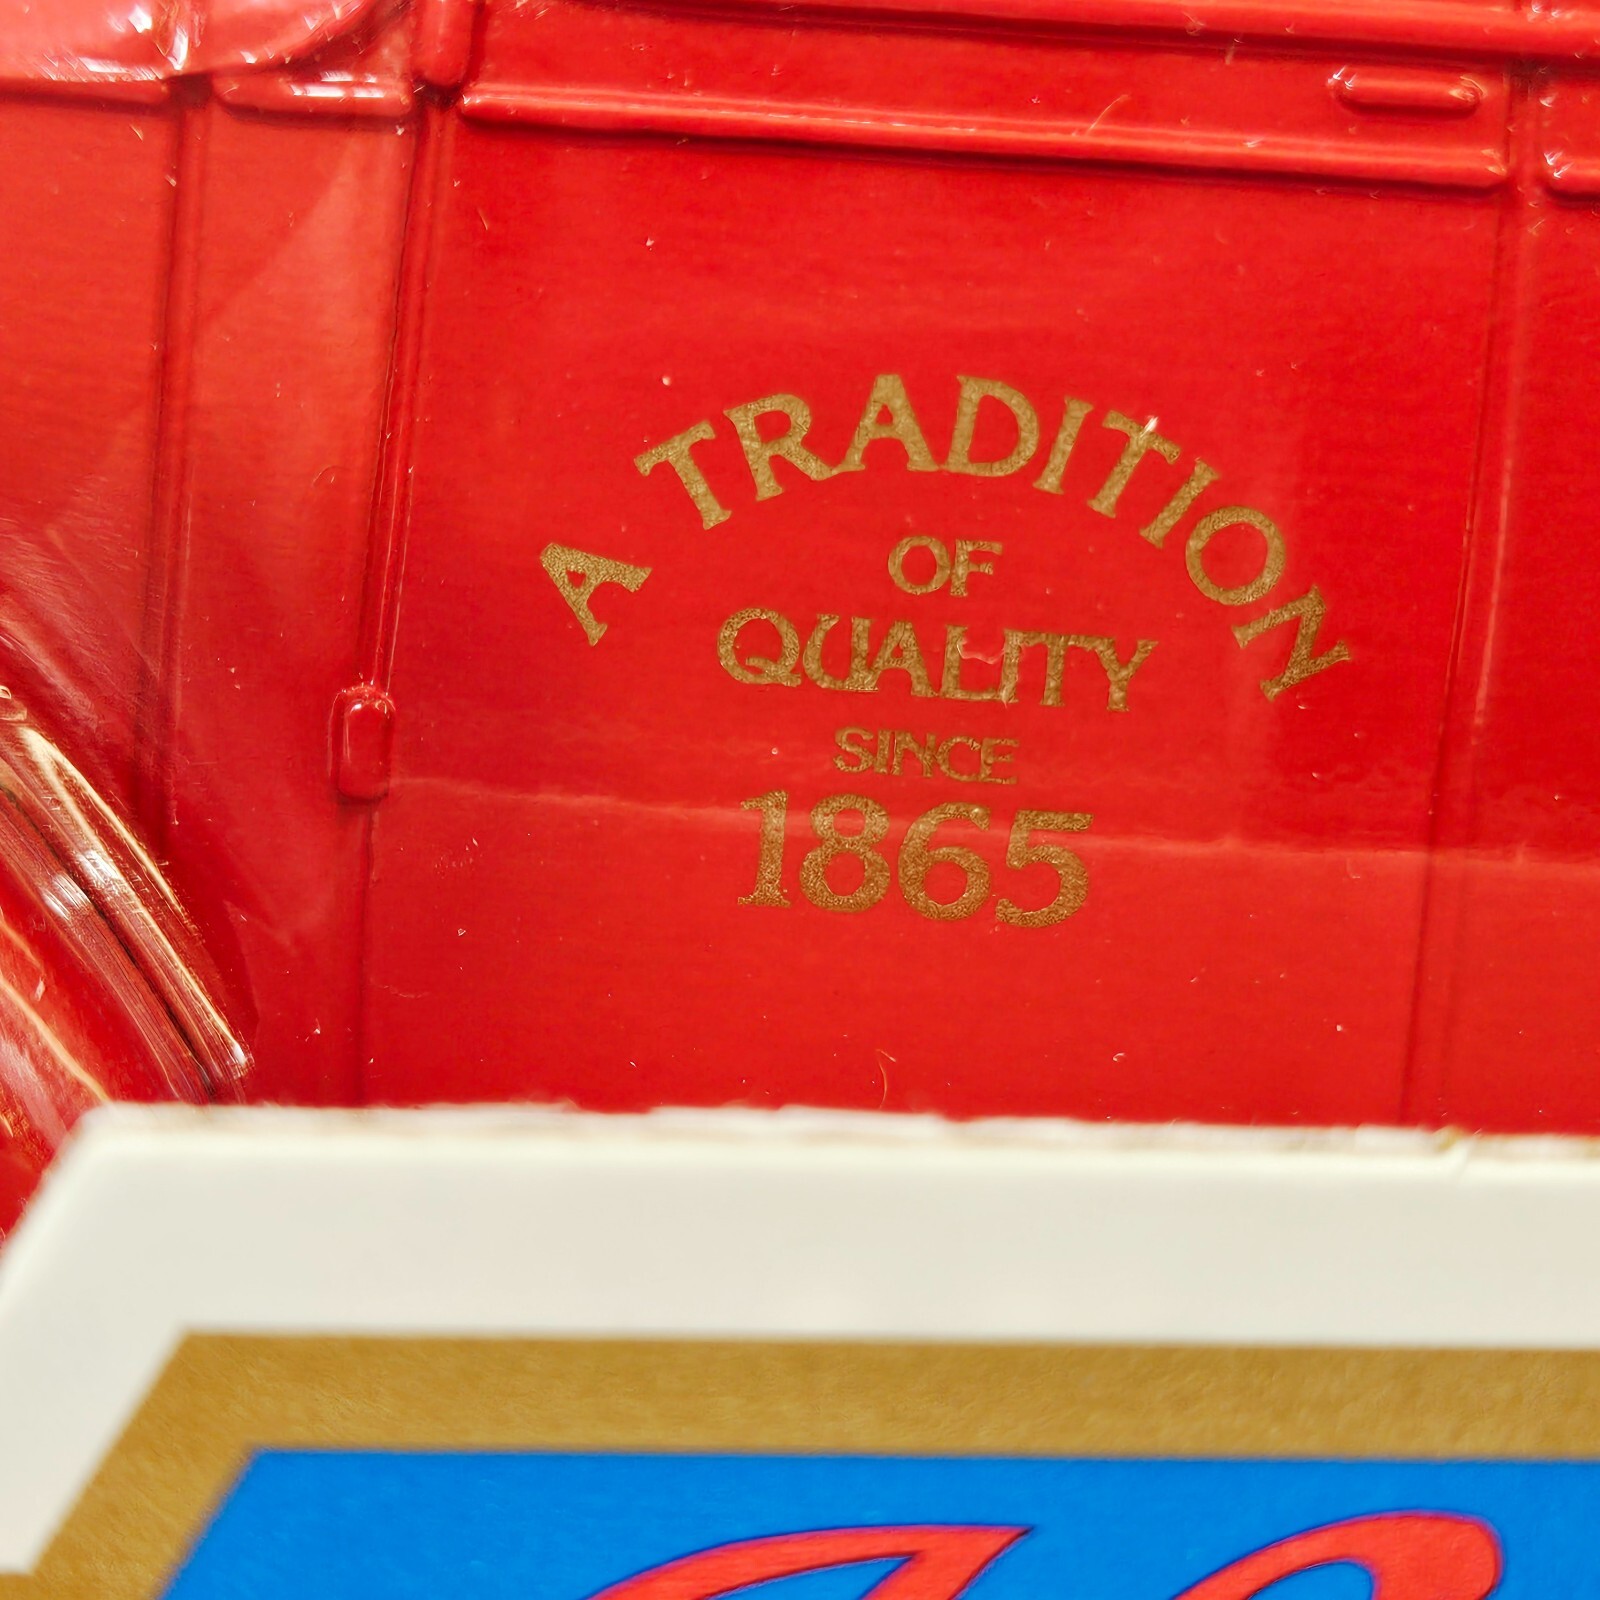 A TRADITION
OF
QUALITY
SINCE
1865